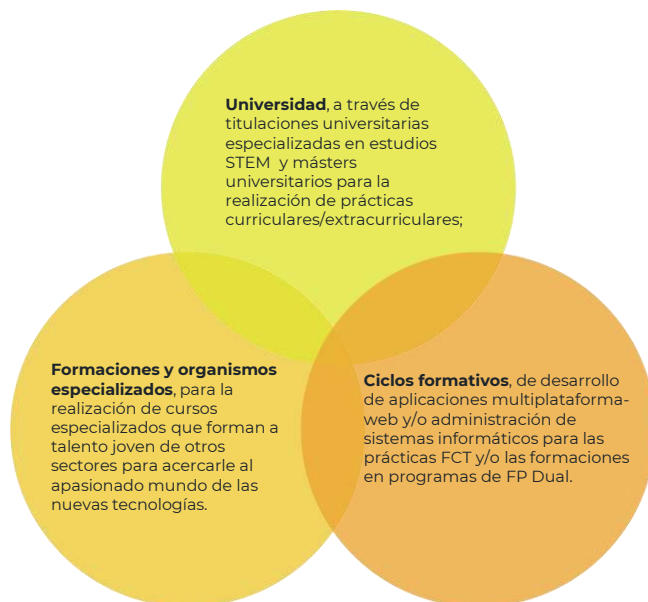 Universidad, a través de
titulaciones universitarias
especializadas en estudios
STEM y másters
universitarios para la
realización de prácticas
curriculares/extracurriculares;
Formaciones y organismos
especializados, para la
realización de cursos
especializados que forman a
talento joven de otros
sectores para acercarle al
apasionado mundo de las
nuevas tecnologías.
Ciclos formativos, de desarrollo
de aplicaciones multiplataforma-
web y/o administración de
sistemas informáticos para las
prácticas FCT y/o las formaciones
en programas de FP Dual.